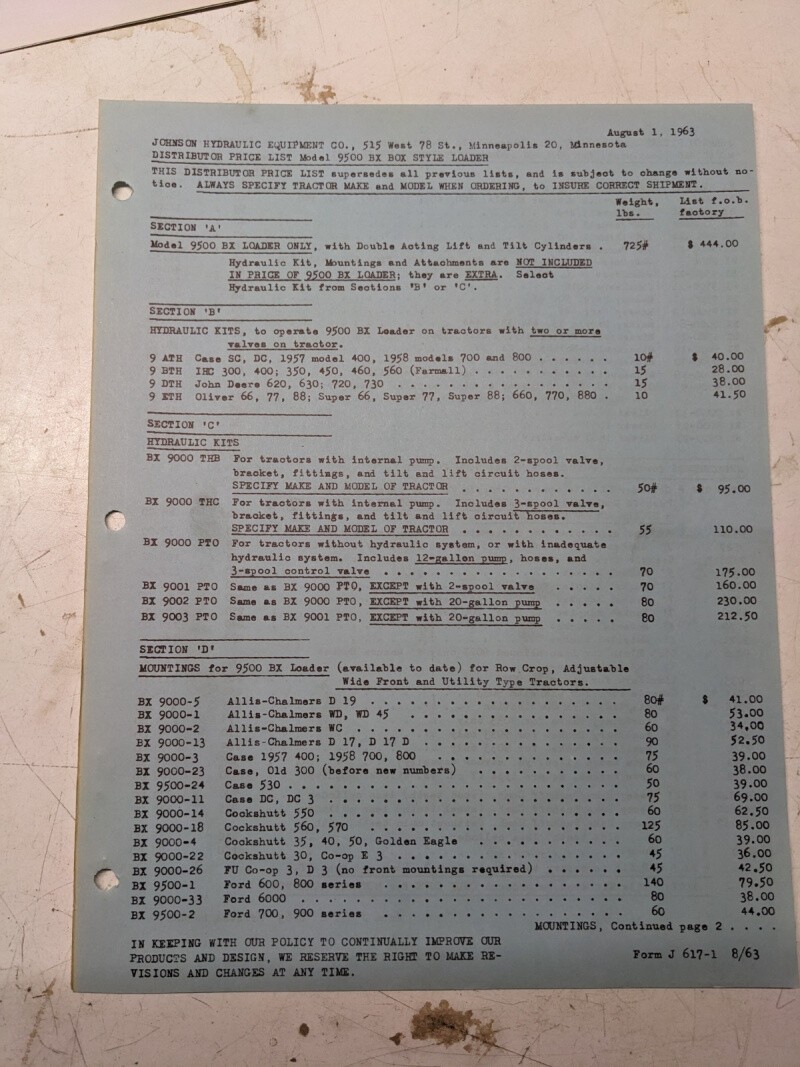 August 1, 1963
JOHNSON HYDRAULIC EQUIPMENT CO., 515 West 78 St., Minneapolis 20, Minnesota
DISTRIBUTOR PRICE LIST Model 9500 BX BOX STYLE LOADER
THIS DISTRIBUTOR PRICE LIST supersedes all previous lists, and is subject to change without no-
tice. ALWAYS SPECIFY TRACTOR MAKE and MODEL WHEN ORDERING, to INSURE CORRECT SHIPMENT.
Weight, List f.o.b.
lbs. factory
SECTION 'A'
Model 9500 BX LOADER ONLY, with Double Acting Lift and Tilt Cylinders . 725# $ 444.00
Hydraulic Kit, Mountings and Attachments are NOT INCLUDED
IN PRICE OF 9500 BX LOADER; they are EXTRA. Select
Hydraulic Kit from Sections 'B' or 'C'.
SECTION 'B'
HYDRAULIC KITS, to operate 9500 BX Loader on tractors with two or more
valves on tractor.
9 ATH Case SC, DC, 1957 model 400, 1958 models 700 and 800 . . . . . . 10# $ 40.00
9 BTH IHC 300, 400; 350, 450, 460, 560 (Farmall) . . . . . . . . . . . 15 28.00
9 DTH John Deere 620, 630; 720, 730 . . . . . . . . . . . . . . . . . 15 38.00
9 ETH Oliver 66, 77, 88; Super 66, Super 77, Super 88; 660, 770, 880 . 10 41.50
SECTION 'C'
HYDRAULIC KITS
BX 9000 THB For tractors with internal pump. Includes 2-spool valve,
bracket, fittings, and tilt and lift circuit hoses.
SPECIFY MAKE AND MODEL OF TRACTOR . . . . . . . . . . . . 50# $ 95.00
BX 9000 THC For tractors with internal pump. Includes 3-spool valve,
bracket, fittings, and tilt and lift circuit hoses.
SPECIFY MAKE AND MODEL OF TRACTOR . . . . . . . . . . . . 55 110.00
BX 9000 PTO For tractors without hydraulic system, or with inadequate
hydraulic system. Includes 12-gallon pump, hoses, and
3-spool control valve . . . . . . . . . . . . . . . . . . 70 175.00
BX 9001 PTO Same as BX 9000 PTO, EXCEPT with 2-spool valve . . . . . 70 160.00
BX 9002 PTO Same as BX 9000 PTO, EXCEPT with 20-gallon pump . . . . . 80 230.00
BX 9003 PTO Same as BX 9001 PTO, EXCEPT with 20-gallon pump . . . . . 80 212.50
SECTION 'D'
MOUNTINGS for 9500 BX Loader (available to date) for Row Crop, Adjustable
Wide Front and Utility Type Tractors.
BX 9000-5 Allis-Chalmers D 19 . . . . . . . . . . . . . . . . . . . 80# $ 41.00
BX 9000-1 Allis-Chalmers WD, WD 45 . . . . . . . . . . . . . . . . 80 53.00
BX 9000-2 Allis-Chalmers WC . . . . . . . . . . . . . . . . . . . . 60 34.00
BX 9000-13 Allis-Chalmers D 17, D 17 D . . . . . . . . . . . . . . . 90 52.50
BX 9000-3 Case 1957 400; 1958 700, 800 . . . . . . . . . . . . . . 75 39.00
BX 9000-23 Case, Old 300 (before new numbers) . . . . . . . . . . . 60 38.00
BX 9500-24 Case 530 . . . . . . . . . . . . . . . . . . . . . . . . . 50 39.00
BX 9000-11 Case DC, DC 3 . . . . . . . . . . . . . . . . . . . . . . 75 69.00
BX 9000-14 Cockshutt 550 . . . . . . . . . . . . . . . . . . . . . . 60 62.50
BX 9000-18 Cockshutt 560, 570 . . . . . . . . . . . . . . . . . . . 125 85.00
BX 9000-4 Cockshutt 35, 40, 50, Golden Eagle . . . . . . . . . . . 60 39.00
BX 9000-22 Cockshutt 30, Co-op E 3 . . . . . . . . . . . . . . . . . 45 36.00
BX 9000-26 FU Co-op 3, D 3 (no front mountings required) . . . . . . 45 42.50
BX 9500-1 Ford 600, 800 series . . . . . . . . . . . . . . . . . . 140 79.50
BX 9000-33 Ford 6000 . . . . . . . . . . . . . . . . . . . . . . . . 80 38.00
BX 9500-2 Ford 700, 900 series . . . . . . . . . . . . . . . . . . 60 44.00
MOUNTINGS, Continued page 2 . . . .
IN KEEPING WITH OUR POLICY TO CONTINUALLY IMPROVE OUR
PRODUCTS AND DESIGN, WE RESERVE THE RIGHT TO MAKE RE- Form J 617-1 8/63
VISIONS AND CHANGES AT ANY TIME.